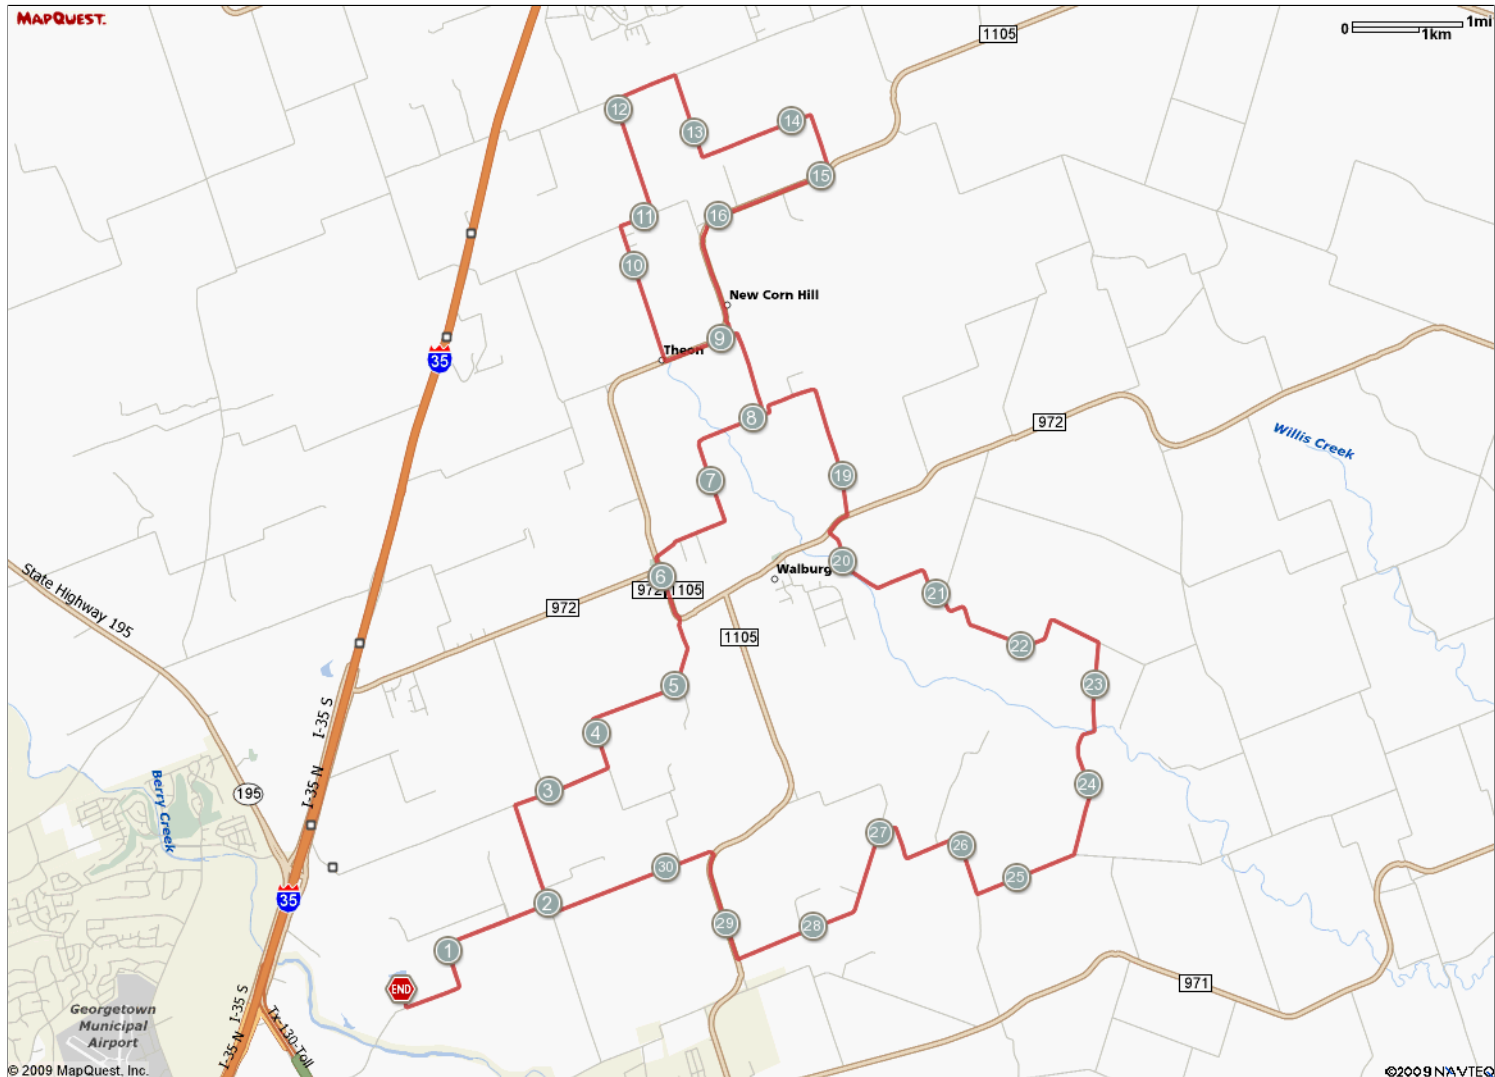 MAPQUEST.
0 1mi
1km
1105
12
13
14
15
11
16
10
New Corn Hill
9
Theon
35
8
972
Willis Creek
19
7
State Highway 195
20
6
Walburg
972 1105
21
972
1105
22
5
23
I-35 S
4
24
3
I-35 N
Berry Creek
195
27
26
30
25
35
2
29
28
1
END
971
Georgetown
Municipal
Airport
I-35 S
I-35 N
Tx-130-Toll
© 2009 MapQuest, Inc.
©2009 NAVTEQ